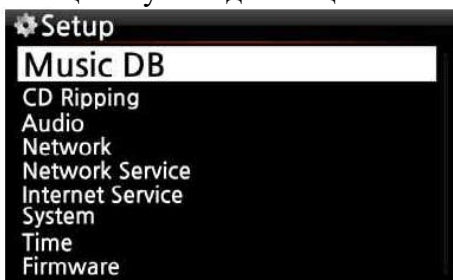 Setup
Music DB
CD Ripping
Audio
Network
Network Service
Internet Service
System
Time
Firmware